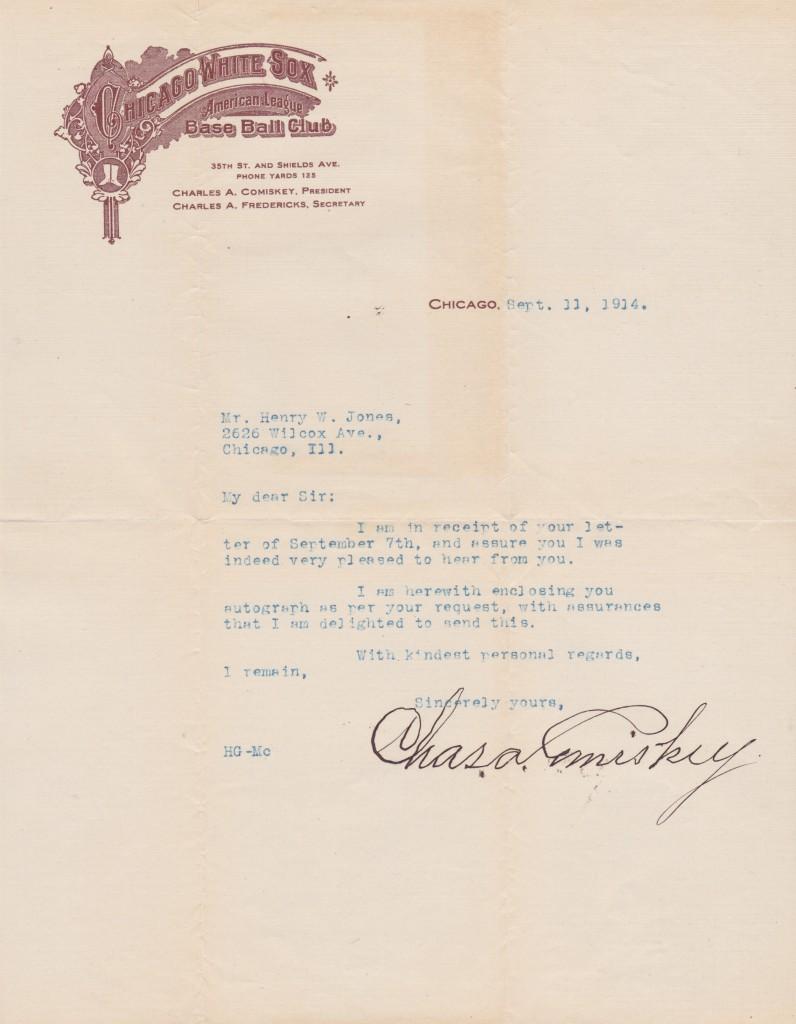 Chicago White Sox
American League
Base Ball Club
35TH ST. AND SHIELDS AVE.
PHONE YARDS 125
CHARLES A. COMISKEY, PRESIDENT
CHARLES A. FREDERICKS, SECRETARY
CHICAGO, Sept. 11, 1914.
Mr. Henry W. Jones,
2626 Wilcox Ave.,
Chicago, Ill.
My dear Sir:
I am in receipt of your let-
ter of September 7th, and assure you I was
indeed very pleased to hear from you.
I am herewith enclosing you
autograph as per your request, with assurances
that I am delighted to send this.
With kindest personal regards,
I remain,
Sincerely yours,
Chas. a. Comiskey
HG-Mc